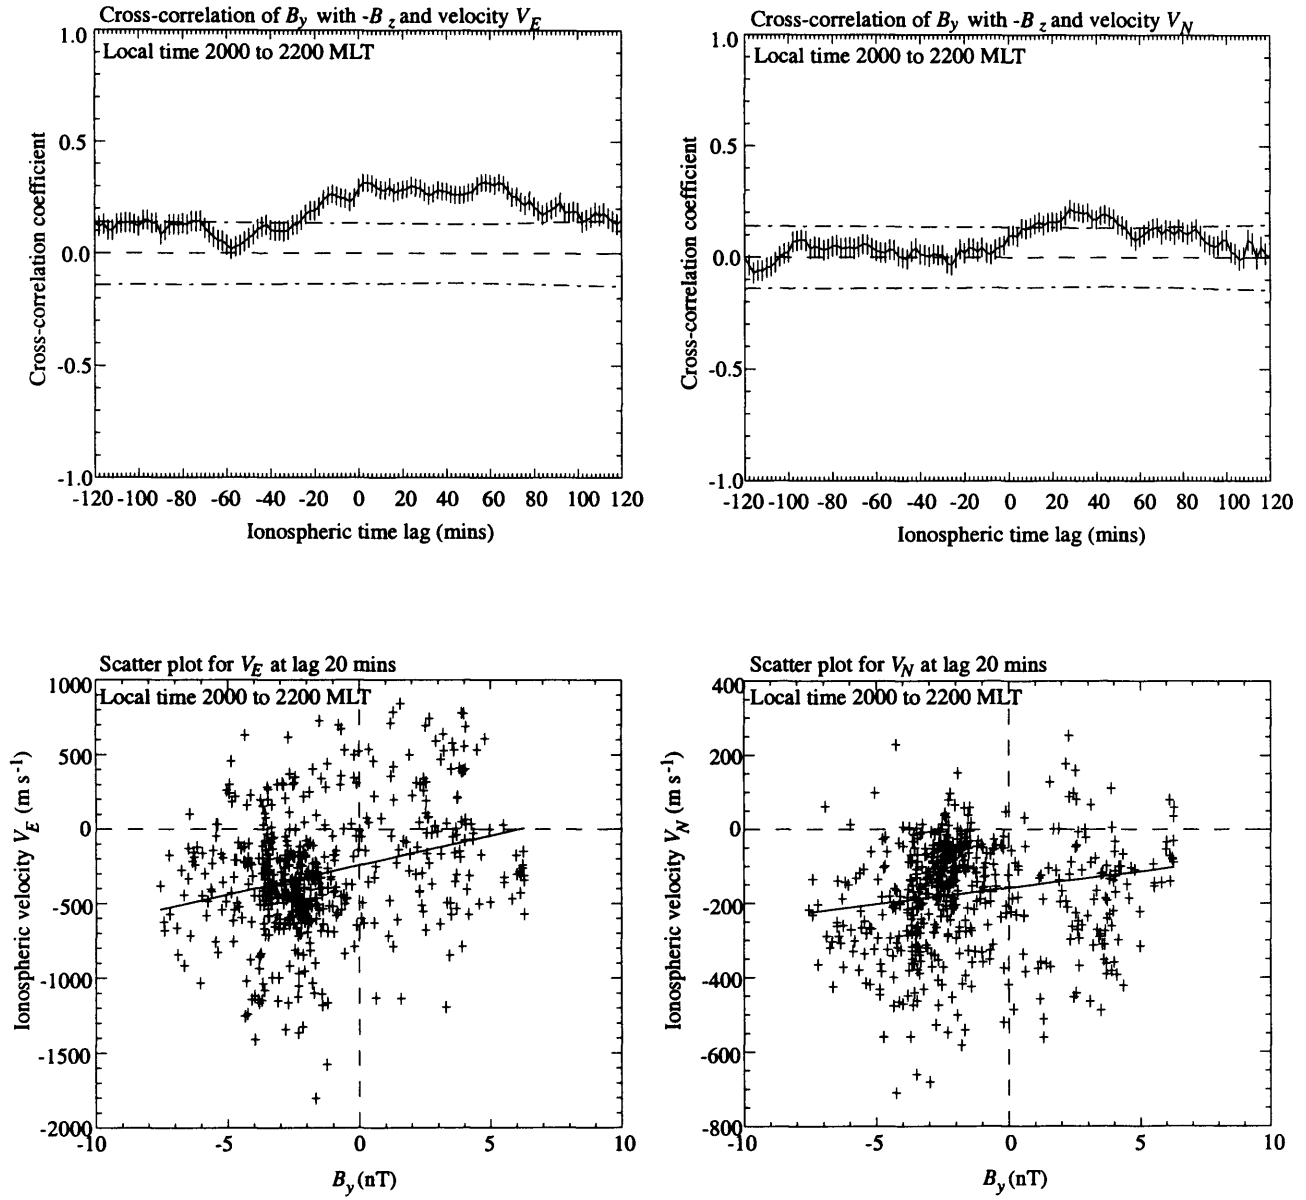 Cross-correlation of By with -Bz and velocity VE
Local time 2000 to 2200 MLT
1.0
0.5
0.0
-0.5
-1.0
Cross-correlation coefficient
-120 -100 -80 -60 -40 -20 0 20 40 60 80 100 120
Ionospheric time lag (mins)
Cross-correlation of By with -Bz and velocity VN
Local time 2000 to 2200 MLT
1.0
0.5
0.0
-0.5
-1.0
Cross-correlation coefficient
-120 -100 -80 -60 -40 -20 0 20 40 60 80 100 120
Ionospheric time lag (mins)
Scatter plot for VE at lag 20 mins
Local time 2000 to 2200 MLT
1000
500
0
-500
-1000
-1500
-2000
Ionospheric velocity VE (m s-1)
-10 -5 0 5 10
By (nT)
Scatter plot for VN at lag 20 mins
Local time 2000 to 2200 MLT
400
200
0
-200
-400
-600
-800
Ionospheric velocity VN (m s-1)
-10 -5 0 5 10
By (nT)